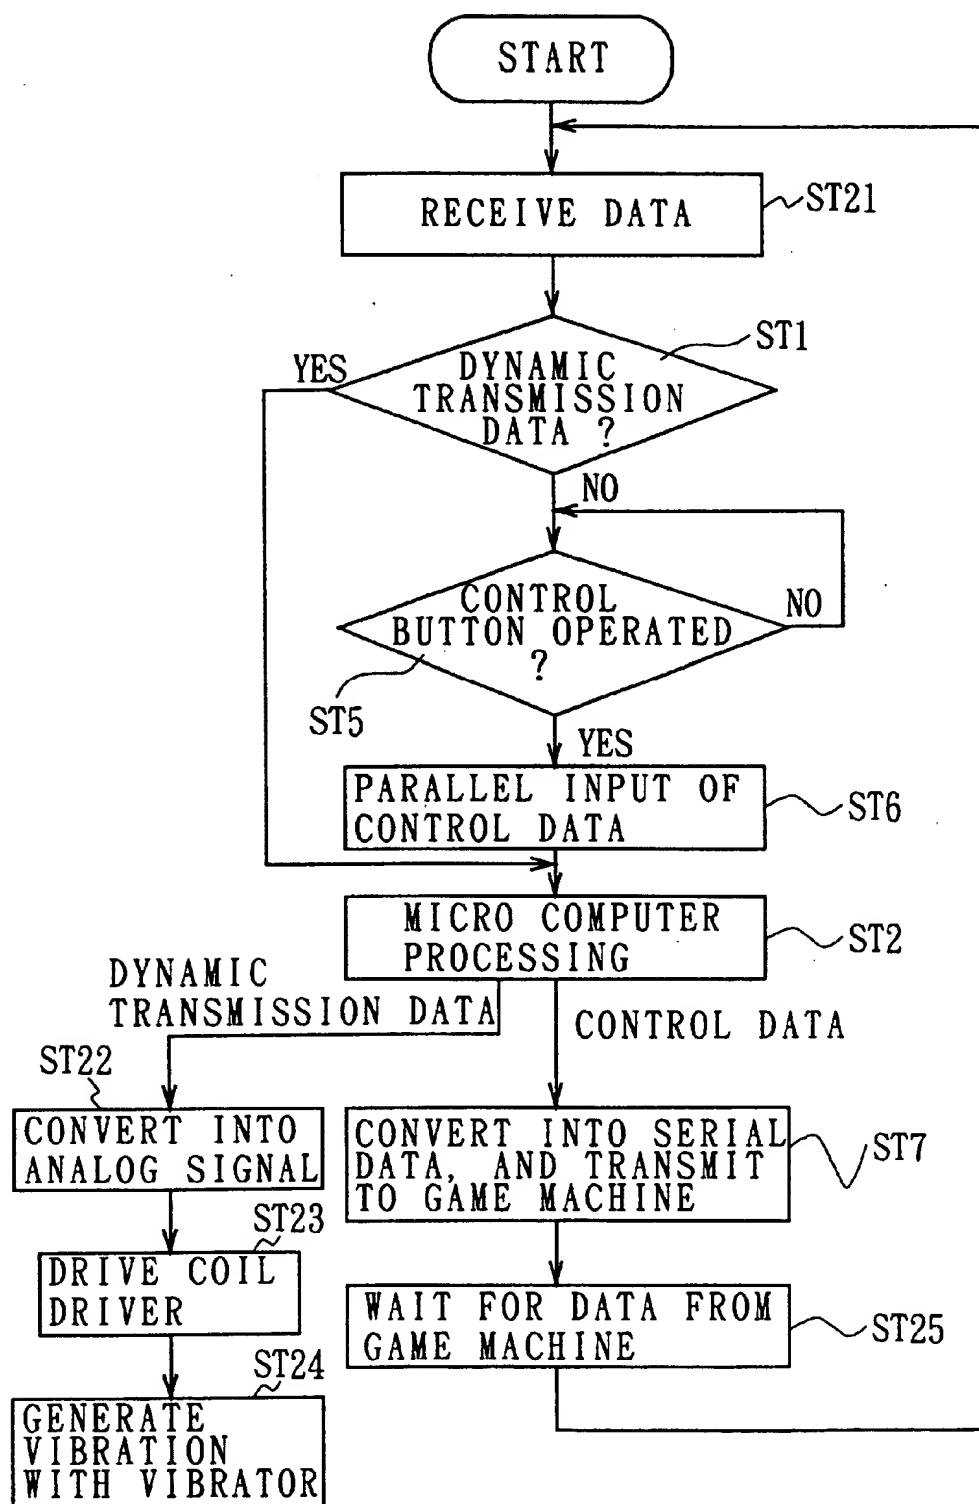 START
RECEIVE DATA
ST21
ST1
YES
DYNAMIC
TRANSMISSION
DATA ?
NO
CONTROL
BUTTON OPERATED
?
NO
ST5
YES
PARALLEL INPUT OF
CONTROL DATA
ST6
MICRO COMPUTER
PROCESSING
ST2
DYNAMIC
TRANSMISSION DATA
CONTROL DATA
ST22
CONVERT INTO
ANALOG SIGNAL
CONVERT INTO SERIAL
DATA, AND TRANSMIT
TO GAME MACHINE
ST7
ST23
DRIVE COIL
DRIVER
WAIT FOR DATA FROM
GAME MACHINE
ST25
ST24
GENERATE
VIBRATION
WITH VIBRATOR